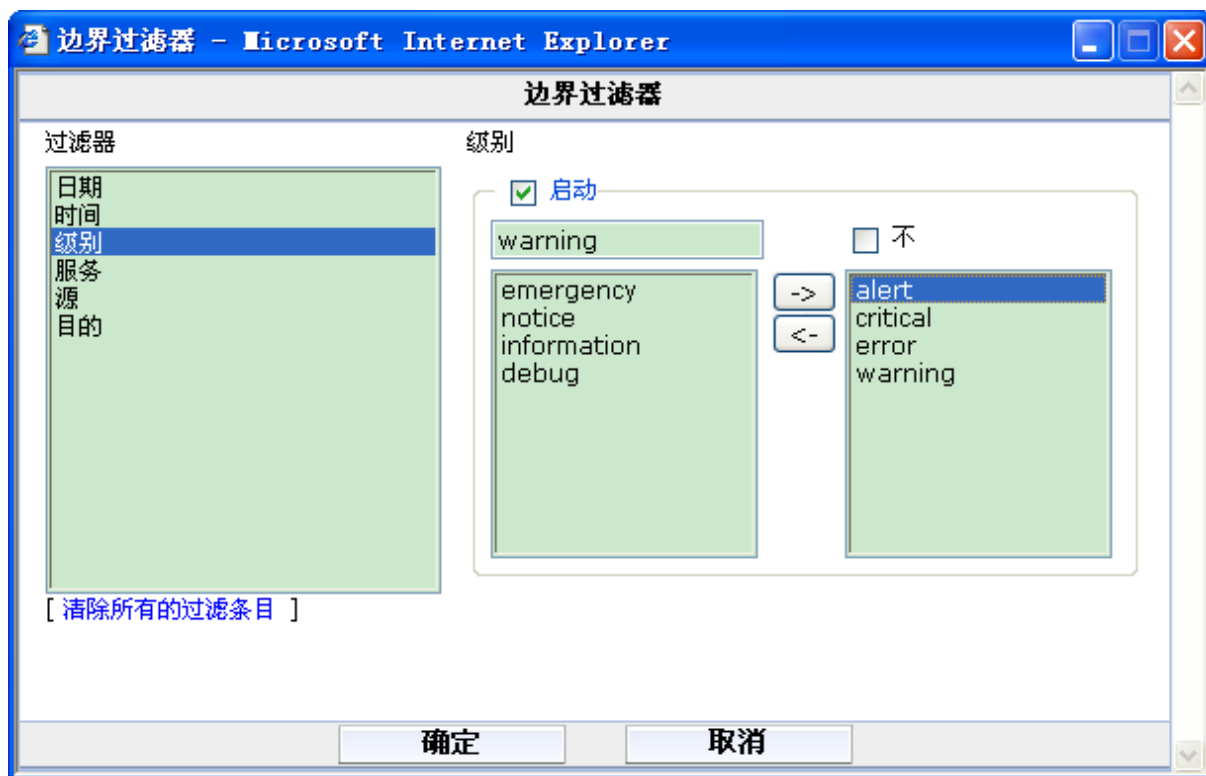 边界过滤器 - Microsoft Internet Explorer
边界过滤器
过滤器
级别
日期
时间
级别
服务
源
目的
启动
warning
不
emergency
notice
information
debug
->
<-
alert
critical
error
warning
[ 清除所有的过滤条目 ]
确定
取消